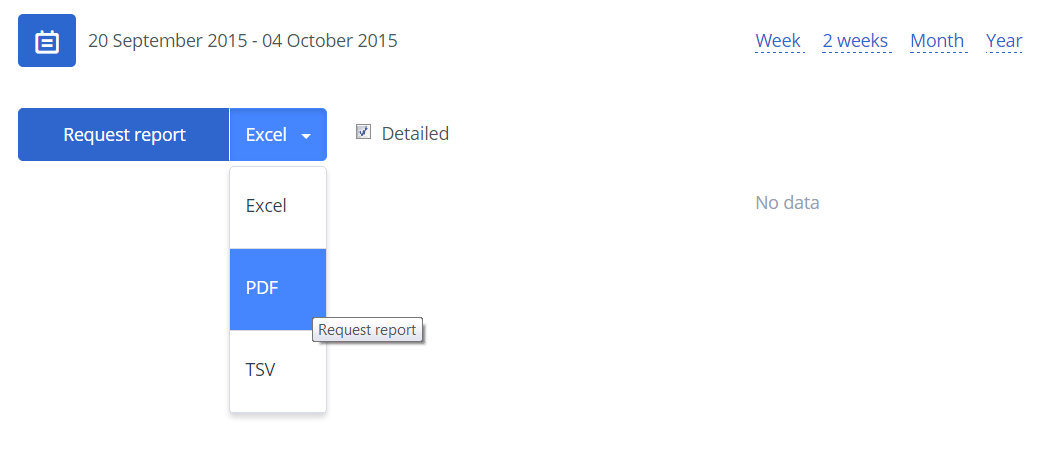 20 September 2015 - 04 October 2015 Week 2 weeks Month Year
Request report Excel Detailed
Excel
No data
PDF
Request report
TSV